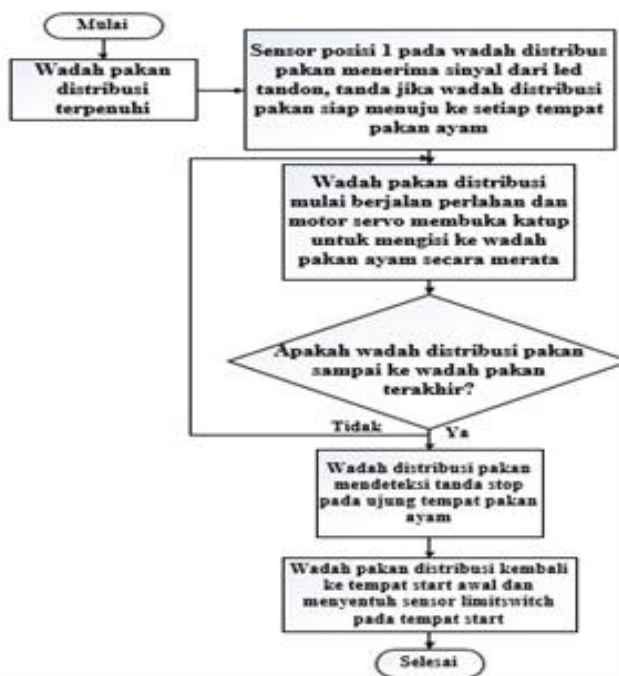 Mulai
Wadah pakan
distribusi
terpenuhi
Sensor posisi 1 pada wadah distribus
pakan menerima sinyal dari led
tandon, tanda jika wadah distribusi
pakan siap menuju ke setiap tempat
pakan ayam
Wadah pakan distribusi
mulai berjalan perlahan dan
motor servo membuka katup
untuk mengisi ke wadah
pakan ayam secara merata
Apakah wadah distribusi pakan
sampai ke wadah pakan
terakhir?
Tidak
Ya
Wadah distribusi pakan
mendeteksi tanda stop
pada ujung tempat pakan
ayam
Wadah pakan distribusi kembali
ke tempat start awal dan
menyentuh sensor limitswitch
pada tempat start
Selesai